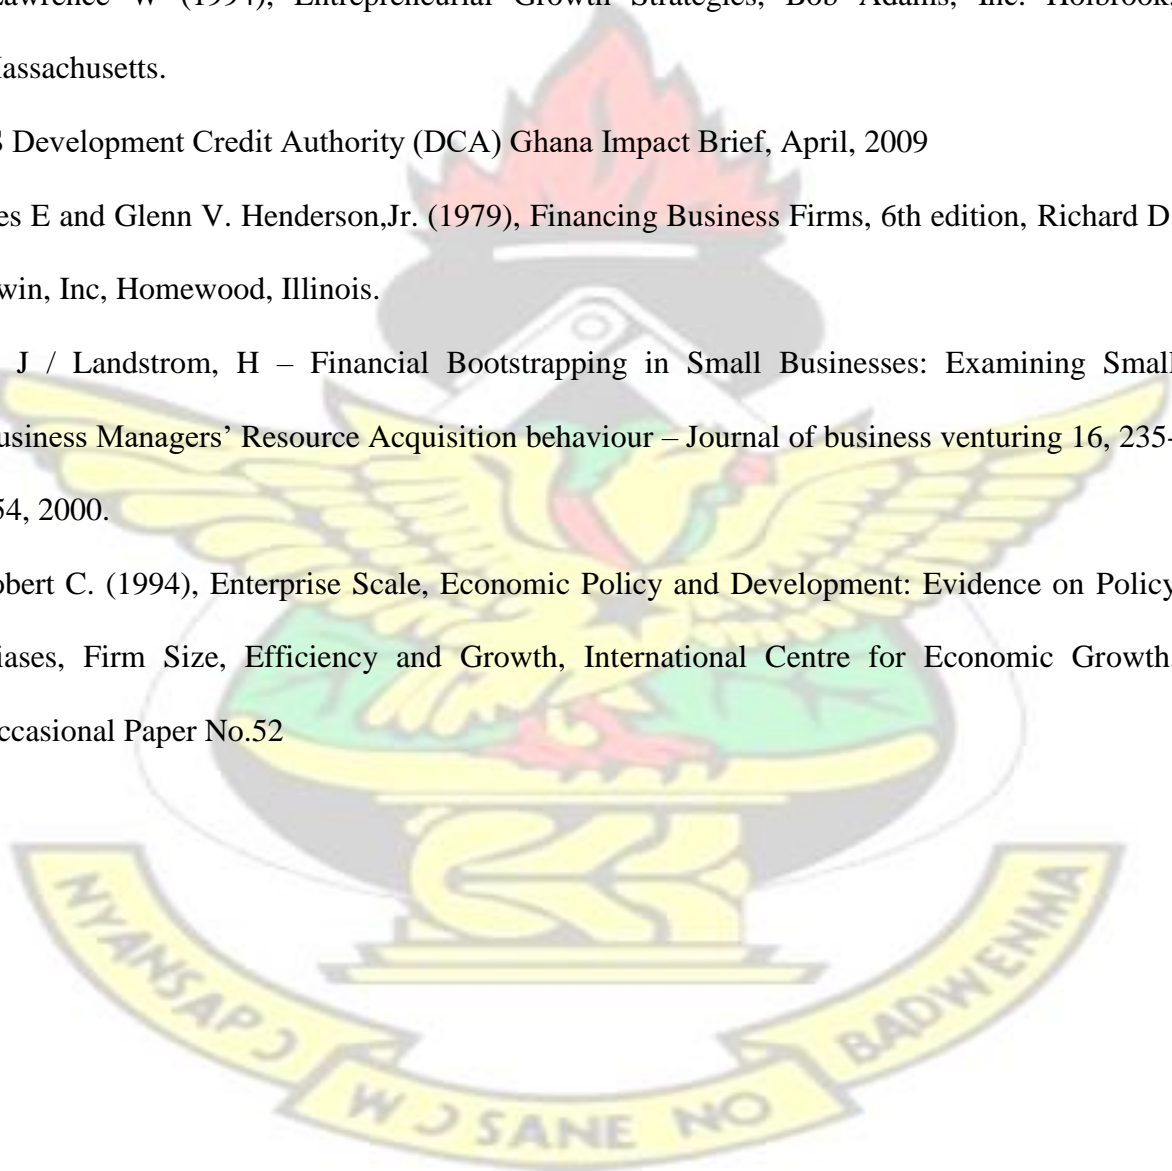 Lawrence W (1994), Entrepreneurial Growth Strategies, Bob Adams, Inc. Holbrook,
Massachusetts.
S Development Credit Authority (DCA) Ghana Impact Brief, April, 2009
es E and Glenn V. Henderson,Jr. (1979), Financing Business Firms, 6th edition, Richard D
win, Inc, Homewood, Illinois.
J / Landstrom, H – Financial Bootstrapping in Small Businesses: Examining Small
usiness Managers’ Resource Acquisition behaviour – Journal of business venturing 16, 235-
54, 2000.
obert C. (1994), Enterprise Scale, Economic Policy and Development: Evidence on Policy
iases, Firm Size, Efficiency and Growth, International Centre for Economic Growth,
ccasional Paper No.52
NYANSAPƆ WƆSANE NO BADWENMA